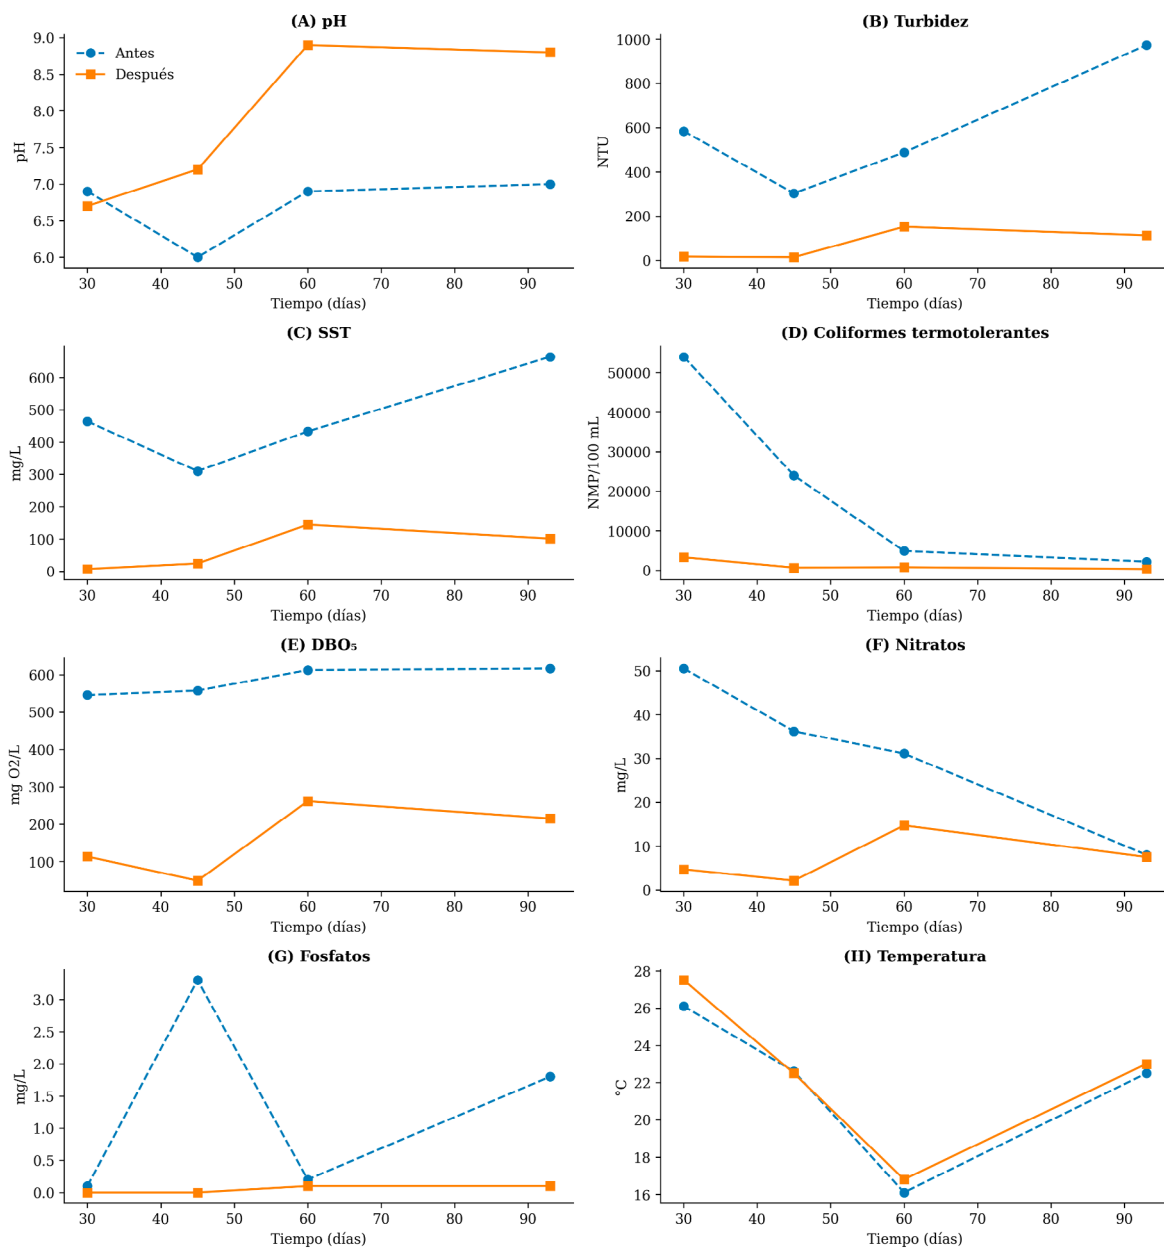 (A) pH
9.0
8.5
8.0
7.5
7.0
6.5
6.0
pH
Antes
Después
30 40 50 60 70 80 90
Tiempo (días)
(B) Turbidez
1000
800
600
400
200
0
NTU
30 40 50 60 70 80 90
Tiempo (días)
(C) SST
600
500
400
300
200
100
0
mg/L
30 40 50 60 70 80 90
Tiempo (días)
(D) Coliformes termotolerantes
50000
40000
30000
20000
10000
0
NMP/100 mL
30 40 50 60 70 80 90
Tiempo (días)
(E) DBO₅
600
500
400
300
200
100
mg O2/L
30 40 50 60 70 80 90
Tiempo (días)
(F) Nitratos
50
40
30
20
10
0
mg/L
30 40 50 60 70 80 90
Tiempo (días)
(G) Fosfatos
3.0
2.5
2.0
1.5
1.0
0.5
0.0
mg/L
30 40 50 60 70 80 90
Tiempo (días)
(H) Temperatura
28
26
24
22
20
18
16
°C
30 40 50 60 70 80 90
Tiempo (días)